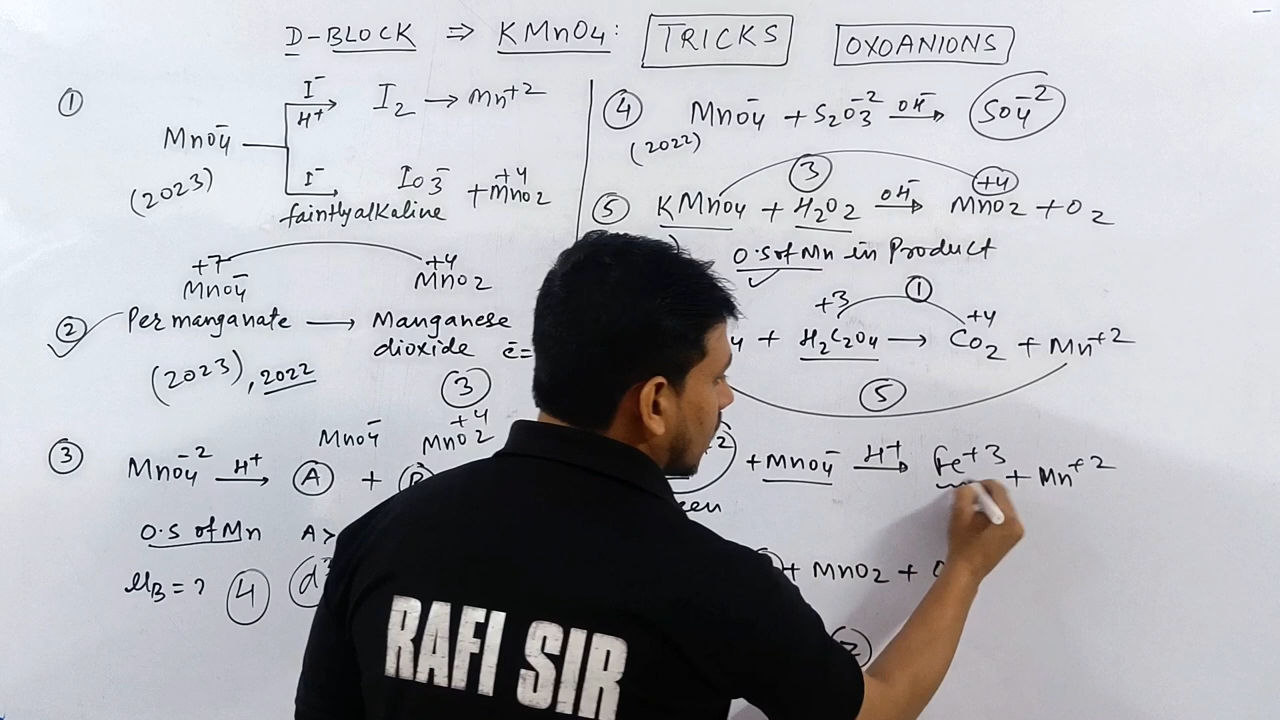 D-BLOCK ⇒ KMnO4: TRICKS OXOANIONS
①
I⁻
H⁺
I₂ → Mn⁺²
MnO4⁻
(2023)
I⁻
faintly alkaline
IO3⁻ + MnO2
+4
+7 +4
MnO4⁻ MnO2
② Permanganate → Manganese
dioxide ē=
(2023), 2022
③
+4
MnO4⁻ MnO2
③ MnO4⁻² H⁺→ Ⓐ + Ⓑ
O.S of Mn A>
μB = ? ④
④ MnO4⁻ + S2O3⁻² OH⁻→ SO4⁻²
(2022)
③ +4
⑤ KMnO4 + H2O2 OH⁻→ MnO2 + O2
O.S of Mn in Product
+3 ① +4
4 + H2C2O4 → CO2 + Mn⁺²
⑤
+ MnO4⁻ H⁺→ Fe⁺³ + Mn⁺²
+ MnO2 +
RAFI SIR